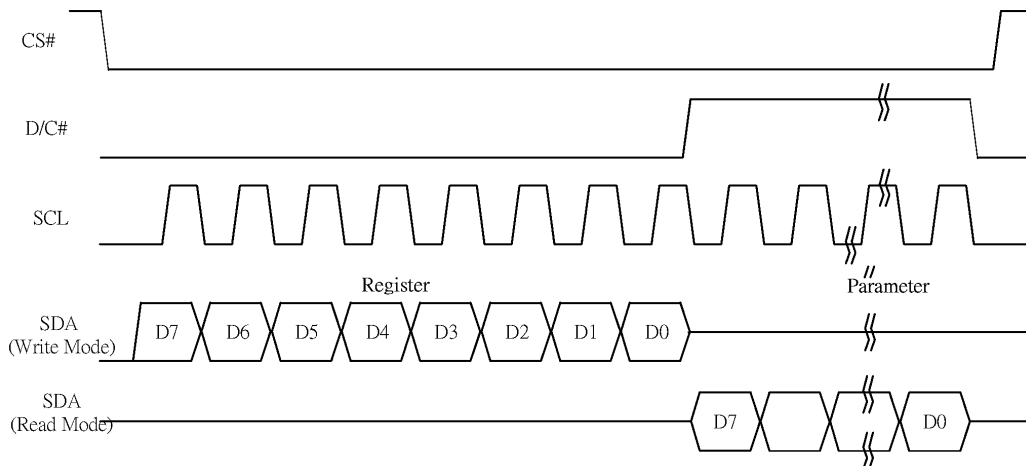 CS#
D/C#
SCL
Register Parameter
SDA
(Write Mode)
D7 D6 D5 D4 D3 D2 D1 D0
SDA
(Read Mode)
D7 D0